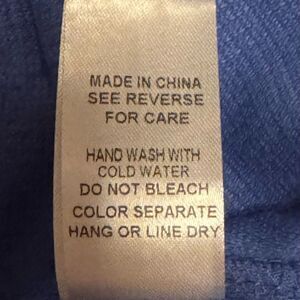 MADE IN CHINA
SEE REVERSE
FOR CARE
HAND WASH WITH
COLD WATER
DO NOT BLEACH
COLOR SEPARATE
HANG OR LINE DRY